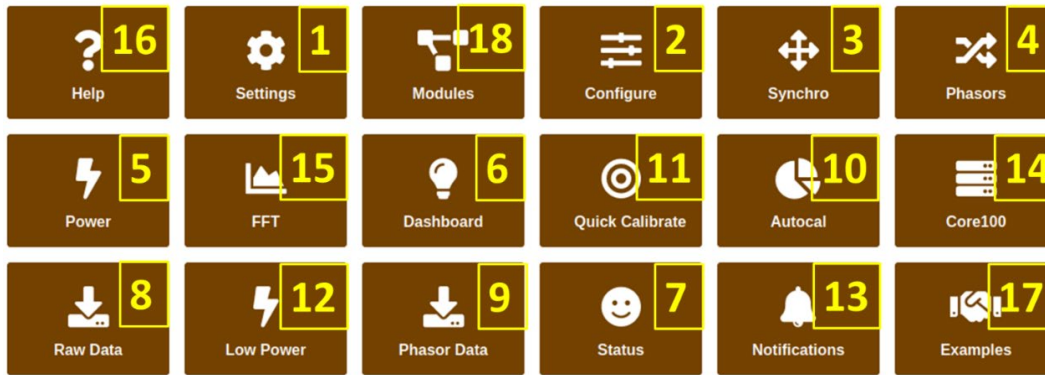 16 1 18 2 3 4
Help Settings Modules Configure Synchro Phasors
5 15 6 11 10 14
Power FFT Dashboard Quick Calibrate Autocal Core100
8 12 9 7 13 17
Raw Data Low Power Phasor Data Status Notifications Examples